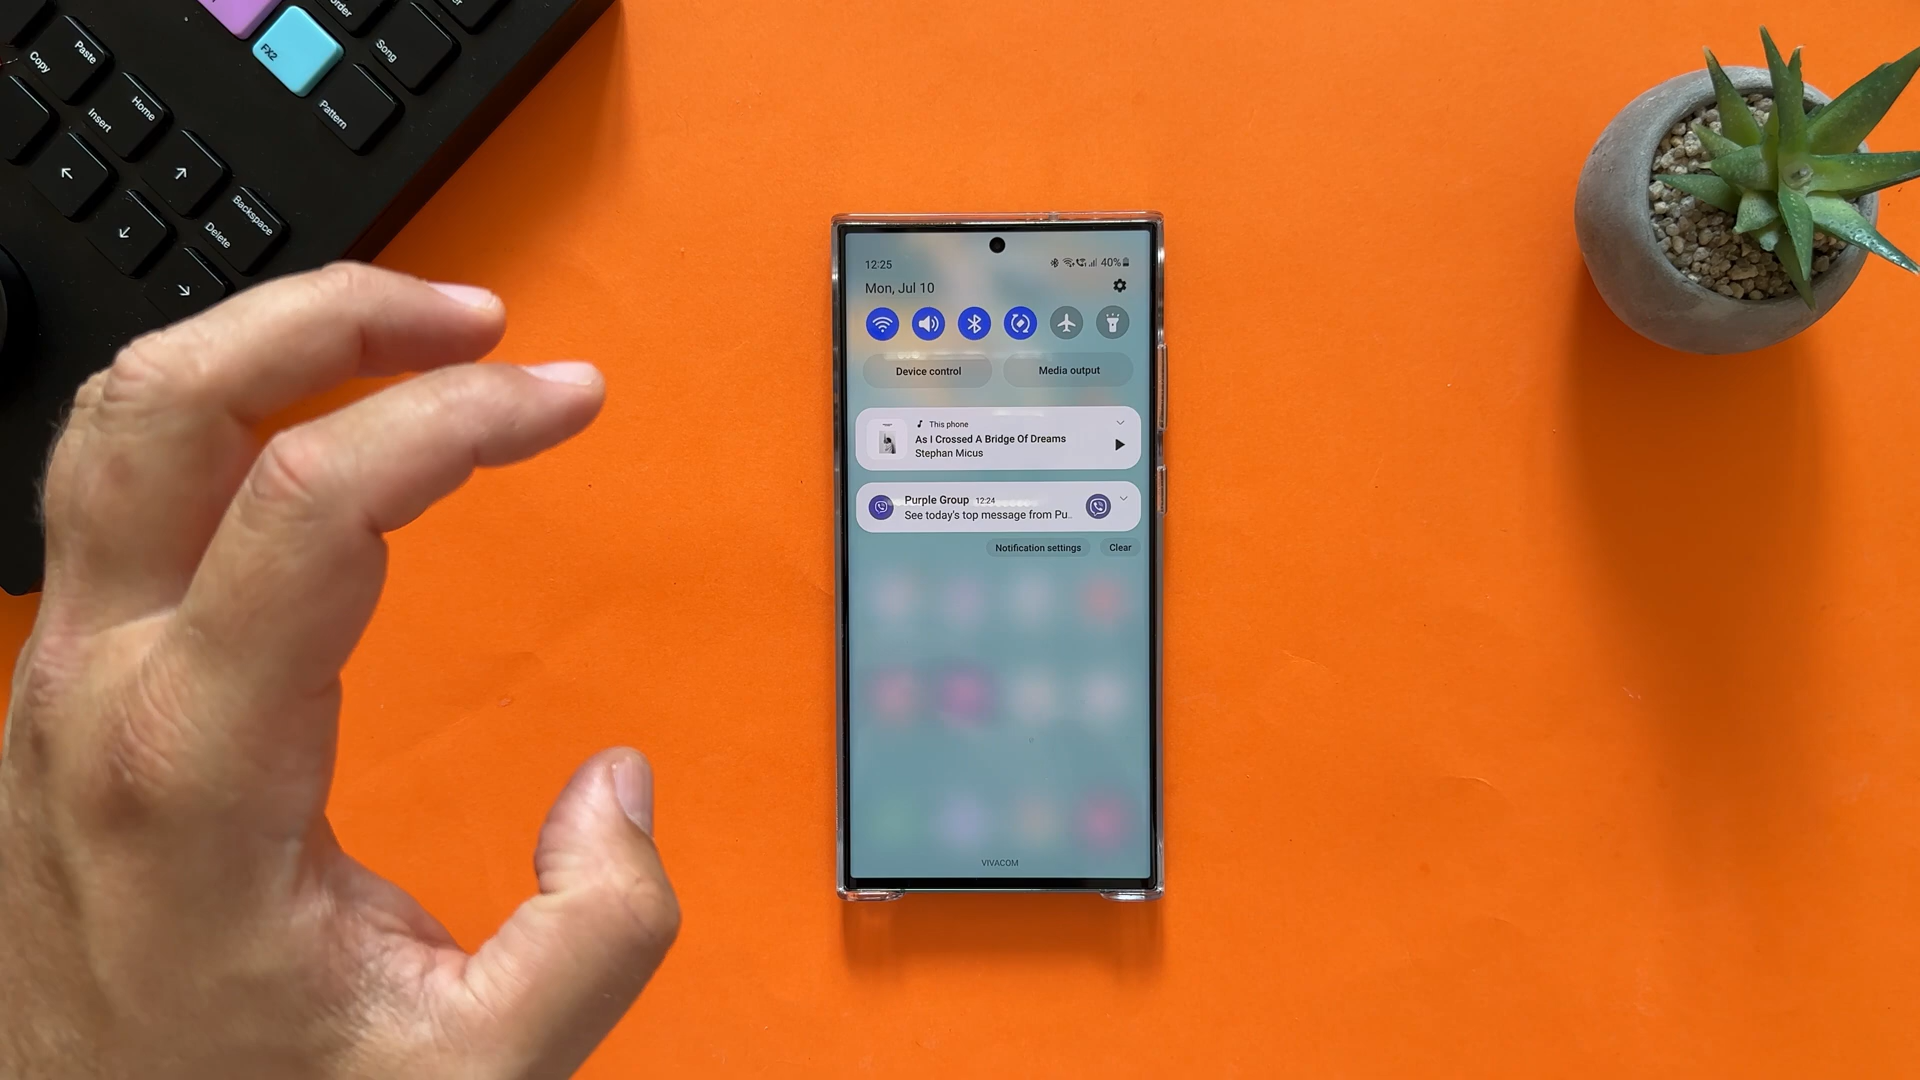 Paste
Copy
Home
Insert
Backspace
Delete
FX2
Song
Pattern
12:25
40%
Mon, Jul 10
Device control
Media output
This phone
As I Crossed A Bridge Of Dreams
Stephan Micus
Purple Group 12:24
See today's top message from Pu..
Notification settings
Clear
VIVACOM